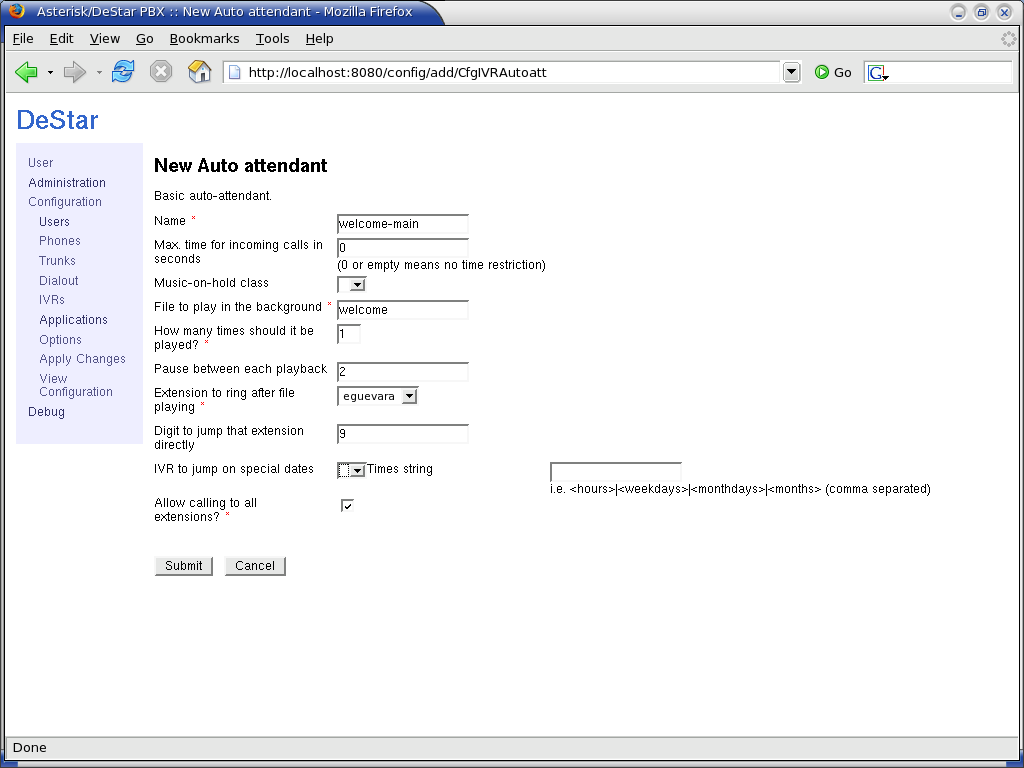 Asterisk/DeStar PBX :: New Auto attendant - Mozilla Firefox
File Edit View Go Bookmarks Tools Help
http://localhost:8080/config/add/CfgIVRAutoatt
Go
G
DeStar
User
Administration
Configuration
Users
Phones
Trunks
Dialout
IVRs
Applications
Options
Apply Changes
View
Configuration
Debug
New Auto attendant
Basic auto-attendant.
Name * welcome-main
Max. time for incoming calls in
seconds
0
(0 or empty means no time restriction)
Music-on-hold class
File to play in the background * welcome
How many times should it be
played? *
1
Pause between each playback 2
Extension to ring after file
playing *
eguevara
Digit to jump that extension
directly
9
IVR to jump on special dates Times string
i.e. <hours>|<weekdays>|<monthdays>|<months> (comma separated)
Allow calling to all
extensions? *
Submit Cancel
Done